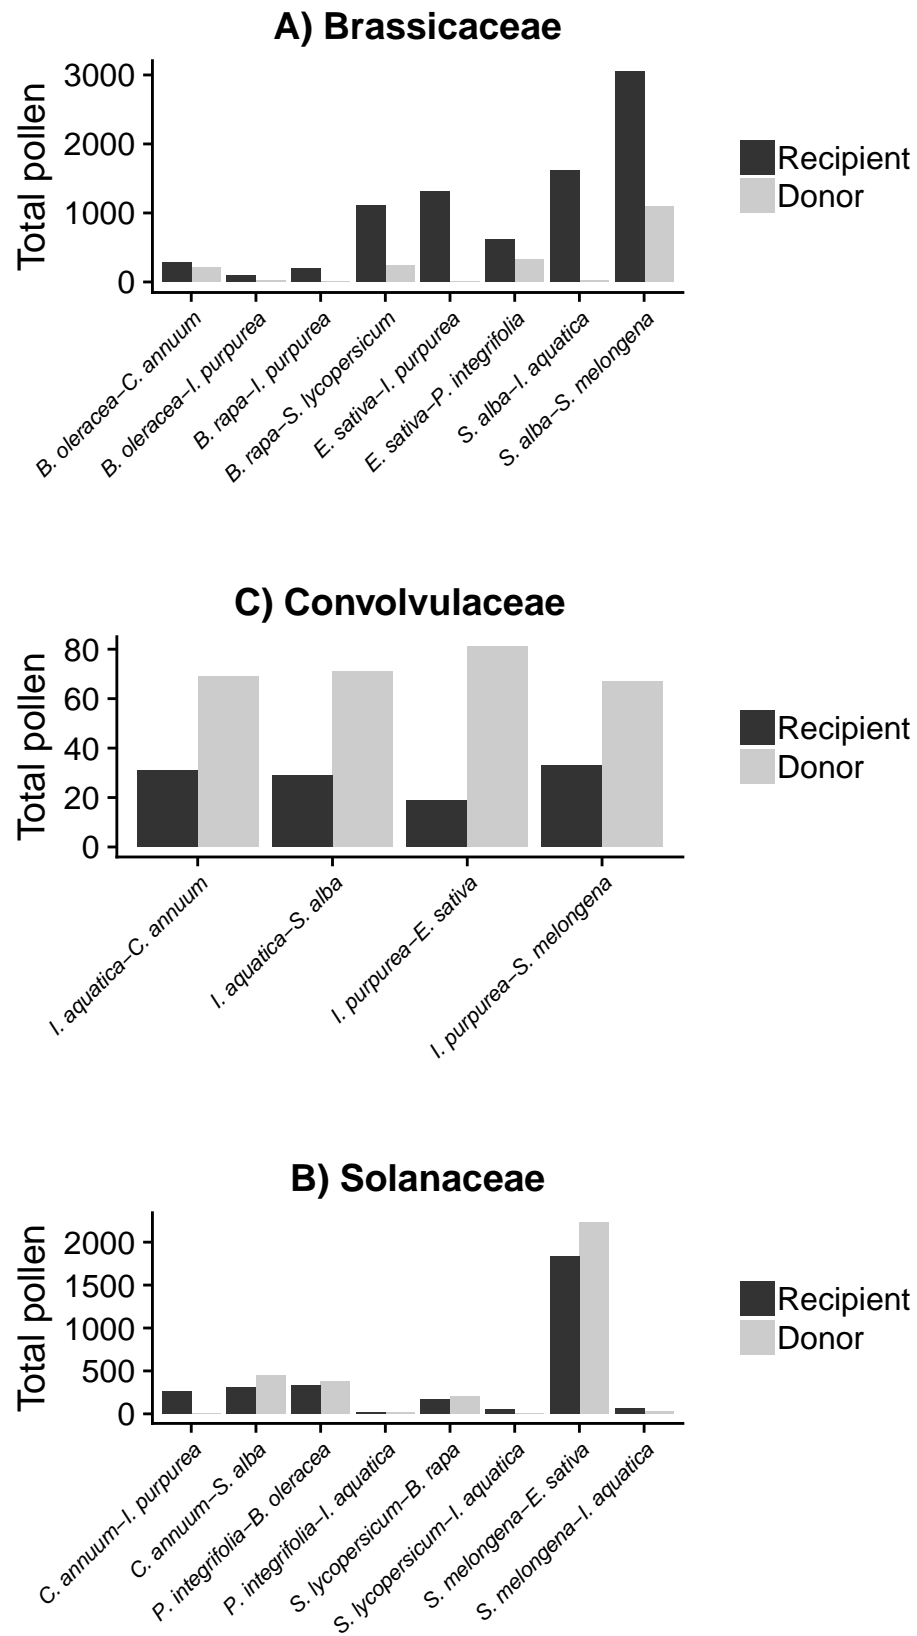 A) Brassicaceae
Total pollen
3000
2000
1000
0
B. oleracea−C. annuum
B. oleracea−I. purpurea
B. rapa−I. purpurea
B. rapa−S. lycopersicum
E. sativa−I. purpurea
E. sativa−P. integrifolia
S. alba−I. aquatica
S. alba−S. melongena
Recipient
Donor
C) Convolvulaceae
Total pollen
80
60
40
20
0
I. aquatica−C. annuum
I. aquatica−S. alba
I. purpurea−E. sativa
I. purpurea−S. melongena
Recipient
Donor
B) Solanaceae
Total pollen
2000
1500
1000
500
0
C. annuum−I. purpurea
C. annuum−S. alba
P. integrifolia−B. oleracea
P. integrifolia−I. aquatica
S. lycopersicum−B. rapa
S. lycopersicum−I. aquatica
S. melongena−E. sativa
S. melongena−I. aquatica
Recipient
Donor